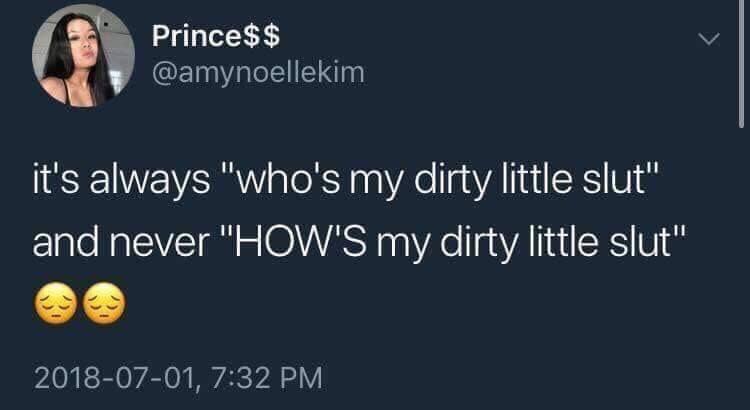 Prince$$
@amynoellekim
it's always "who's my dirty little slut"
and never "HOW'S my dirty little slut"
😔😔
2018-07-01, 7:32 PM